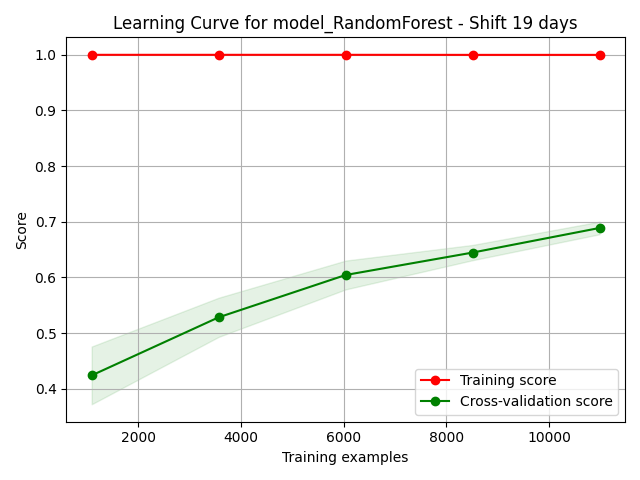 Learning Curve for model_RandomForest - Shift 19 days
Score
1.0
0.9
0.8
0.7
0.6
0.5
0.4
Training score
Cross-validation score
2000 4000 6000 8000 10000
Training examples